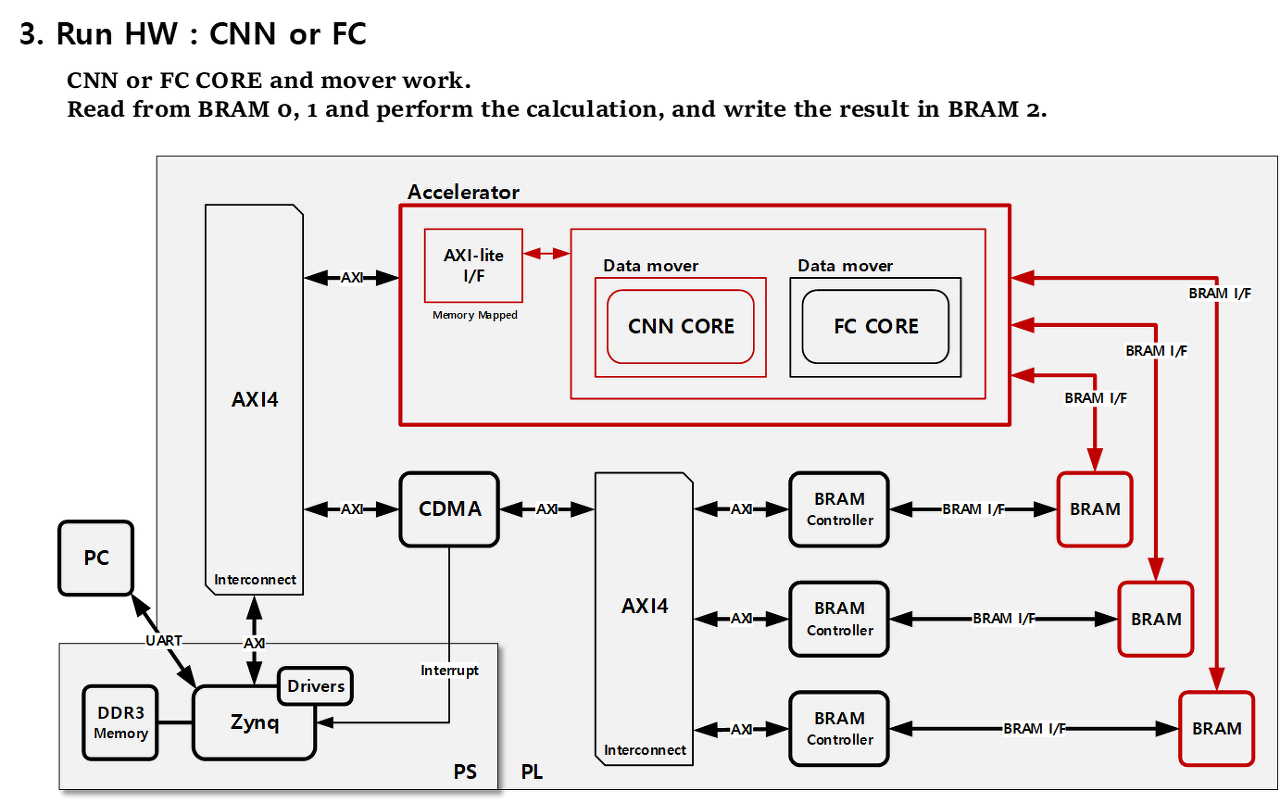 3. Run HW : CNN or FC
CNN or FC CORE and mover work.
Read from BRAM 0, 1 and perform the calculation, and write the result in BRAM 2.
Accelerator
AXI-lite
I/F
Memory Mapped
Data mover
CNN CORE
Data mover
FC CORE
AXI
BRAM I/F
BRAM I/F
BRAM I/F
AXI4
Interconnect
AXI
CDMA
AXI
AXI4
Interconnect
AXI
BRAM
Controller
BRAM I/F
BRAM
AXI
BRAM
Controller
BRAM I/F
BRAM
AXI
BRAM
Controller
BRAM I/F
BRAM
PC
UART
AXI
Interrupt
Drivers
DDR3
Memory
Zynq
PS
PL